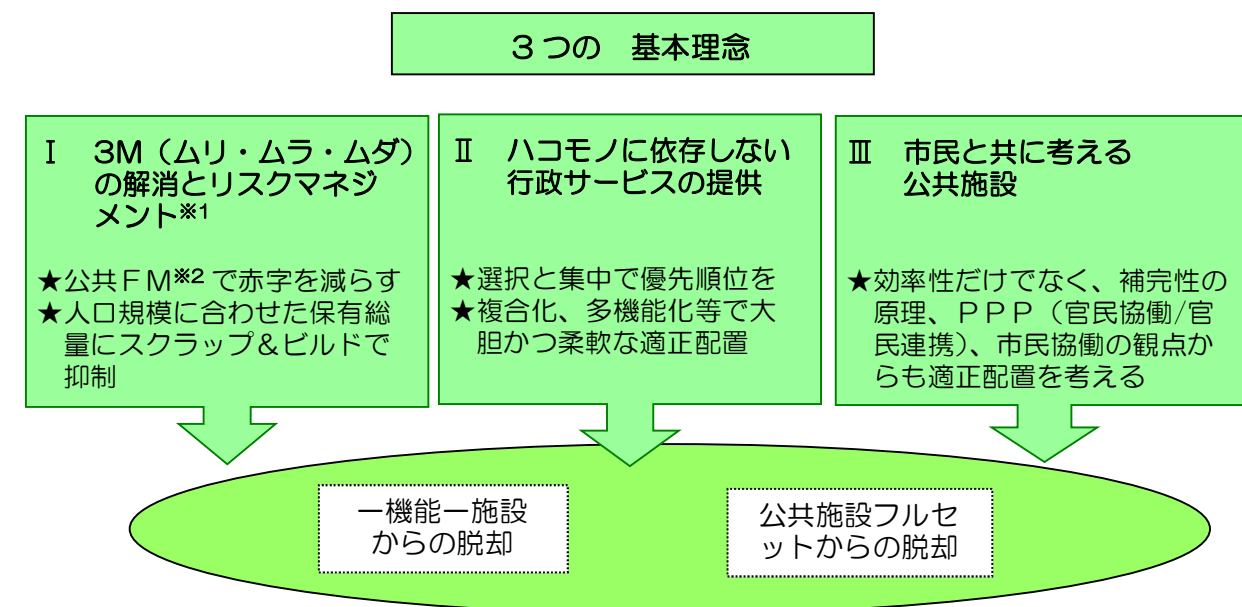 3つの　基本理念
Ⅰ　3M（ムリ・ムラ・ムダ）
の解消とリスクマネジ
メント※1
★公共ＦＭ※2 で赤字を減らす
★人口規模に合わせた保有総
量にスクラップ＆ビルドで
抑制
Ⅱ　ハコモノに依存しない
行政サービスの提供
★選択と集中で優先順位を
★複合化、多機能化等で大
胆かつ柔軟な適正配置
Ⅲ　市民と共に考える
公共施設
★効率性だけでなく、補完性の
原理、ＰＰＰ（官民協働/官
民連携）、市民協働の観点か
らも適正配置を考える
一機能一施設
からの脱却
公共施設フルセ
ットからの脱却